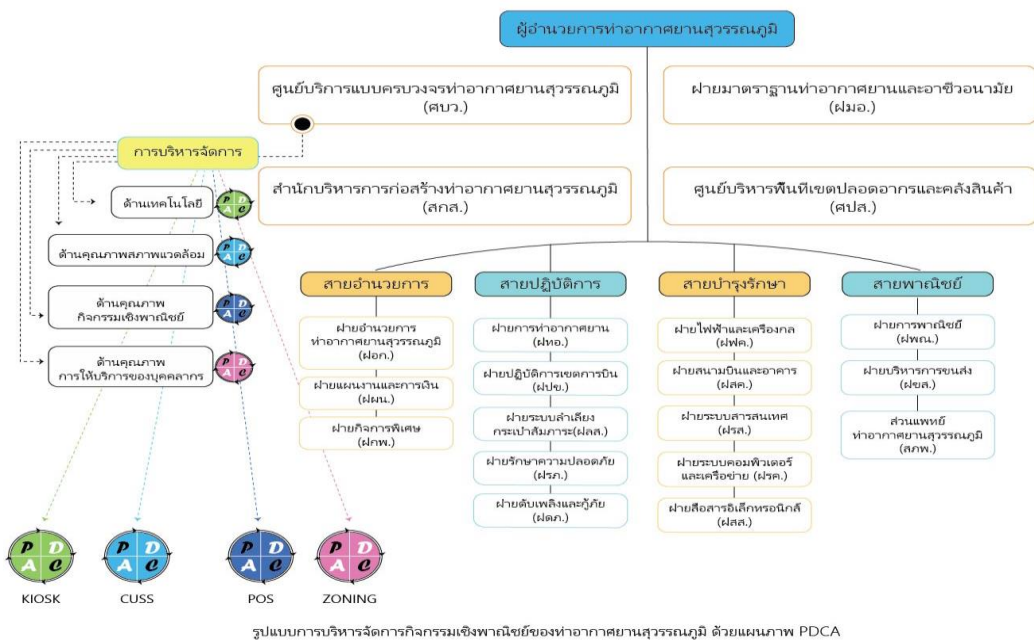 ผู้อำนวยการท่าอากาศยานสุวรรณภูมิ
ศูนย์บริการแบบครบวงจรท่าอากาศยานสุวรรณภูมิ
(ศบว.)
ฝ่ายมาตราฐานท่าอากาศยานและอาชีวอนามัย
(ฝมอ.)
การบริหารจัดการ
สำนักบริหารการก่อสร้างท่าอากาศยานสุวรรณภูมิ
(สกส.)
ศูนย์บริหารพื้นที่เขตปลอดอากรและคลังสินค้า
(ศปส.)
ด้านเทคโนโลยี
P D
A C
ด้านคุณภาพสภาพแวดล้อม
P D
A C
ด้านคุณภาพ
กิจกรรมเชิงพาณิชย์
P D
A C
ด้านคุณภาพ
การให้บริการของบุคคลากร
P D
A C
สายอำนวยการ
ฝ่ายอำนวยการ
ท่าอากาศยานสุวรรณภูมิ
(ฝอก.)
ฝ่ายแผนงานและการเงิน
(ฝผน.)
ฝ่ายกิจการพิเศษ
(ฝกพ.)
สายปฏิบัติการ
ฝ่ายการท่าอากาศยาน
(ฝทอ.)
ฝ่ายปฏิบัติการเขตการบิน
(ฝปข.)
ฝ่ายระบบลำเลียง
กระเป๋าสัมภาระ(ฝลส.)
ฝ่ายรักษาความปลอดภัย
(ฝรภ.)
ฝ่ายดับเพลิงและกู้ภัย
(ฝดภ.)
สายบำรุงรักษา
ฝ่ายไฟฟ้าและเครื่องกล
(ฝฟค.)
ฝ่ายสนามบินและอาคาร
(ฝสค.)
ฝ่ายระบบสารสนเทศ
(ฝรส.)
ฝ่ายระบบคอมพิวเตอร์
และเครือข่าย (ฝรค.)
ฝ่ายสื่อสารอิเล็กทรอนิกส์
(ฝสส.)
สายพาณิชย์
ฝ่ายการพาณิชย์
(ฝพณ.)
ฝ่ายบริหารการขนส่ง
(ฝขส.)
ส่วนแพทย์
ท่าอากาศยานสุวรรณภูมิ
(สภพ.)
P D
A C
KIOSK
P D
A C
CUSS
P D
A C
POS
P D
A C
ZONING
รูปแบบการบริหารจัดการกิจกรรมเชิงพาณิชย์ของท่าอากาศยานสุวรรณภูมิ ด้วยแผนภาพ PDCA